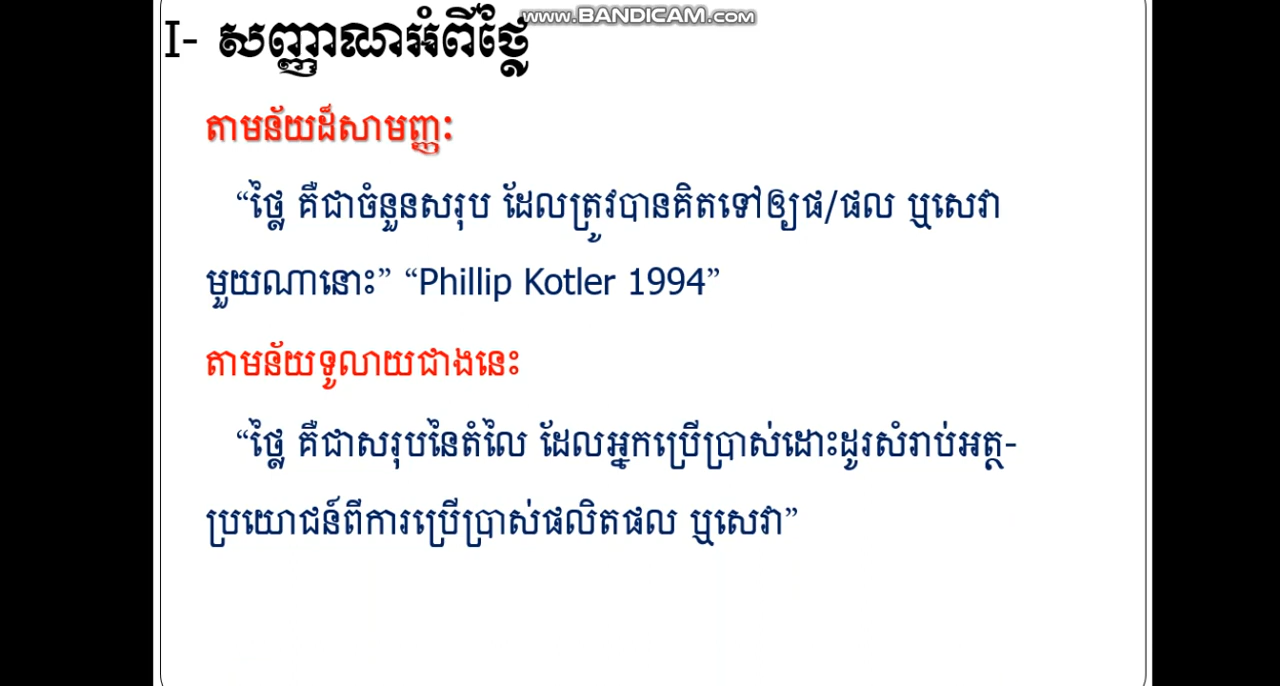 www.BANDICAM.com
I- សញ្ញាណអំពីថ្លៃ
តាមន័យដ៏សាមញ្ញៈ
“ថ្លៃ គឺជាចំនួនសរុប ដែលត្រូវបានគិតទៅឲ្យផ/ផល ឬសេវា
មួយណានោះ” “Phillip Kotler 1994”
តាមន័យទូលាយជាងនេះ
“ថ្លៃ គឺជាសរុបនៃតំលៃ ដែលអ្នកប្រើប្រាស់ដោះដូរសំរាប់អត្ថ-
ប្រយោជន៍ពីការប្រើប្រាស់ផលិតផល ឬសេវា”